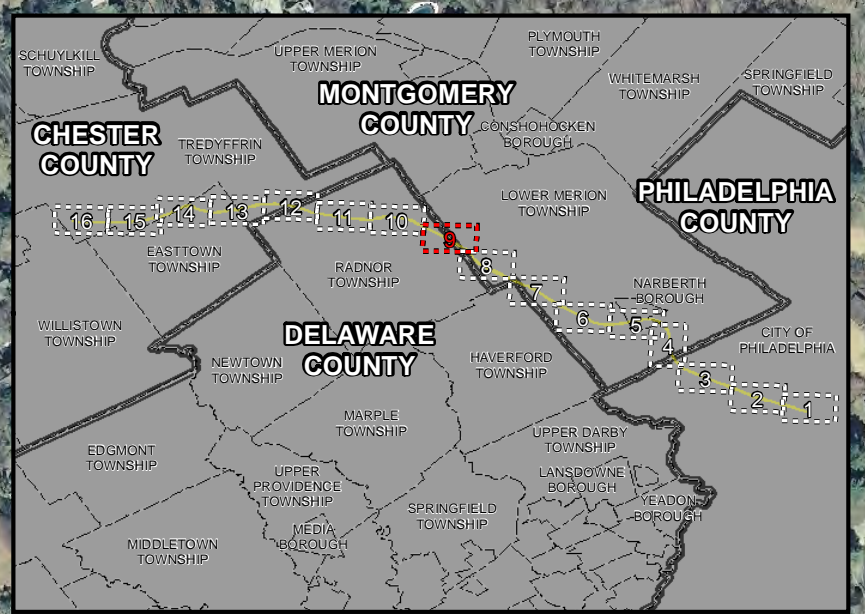 PLYMOUTH
TOWNSHIP
SCHUYLKILL
TOWNSHIP
UPPER MERION
TOWNSHIP
WHITEMARSH
TOWNSHIP
SPRINGFIELD
TOWNSHIP
MONTGOMERY
COUNTY
CHESTER
COUNTY
TREDYFFRIN
TOWNSHIP
CONSHOHOCKEN
BOROUGH
LOWER MERION
TOWNSHIP
PHILADELPHIA
COUNTY
16
15
14
13
12
11
10
9
8
7
6
5
4
3
2
1
EASTTOWN
TOWNSHIP
RADNOR
TOWNSHIP
NARBERTH
BOROUGH
WILLISTOWN
TOWNSHIP
DELAWARE
COUNTY
CITY OF
PHILADELPHIA
NEWTOWN
TOWNSHIP
HAVERFORD
TOWNSHIP
MARPLE
TOWNSHIP
EDGMONT
TOWNSHIP
UPPER DARBY
TOWNSHIP
UPPER
PROVIDENCE
TOWNSHIP
LANSDOWNE
BOROUGH
SPRINGFIELD
TOWNSHIP
YEADON
BOROUGH
MEDIA
BOROUGH
MIDDLETOWN
TOWNSHIP